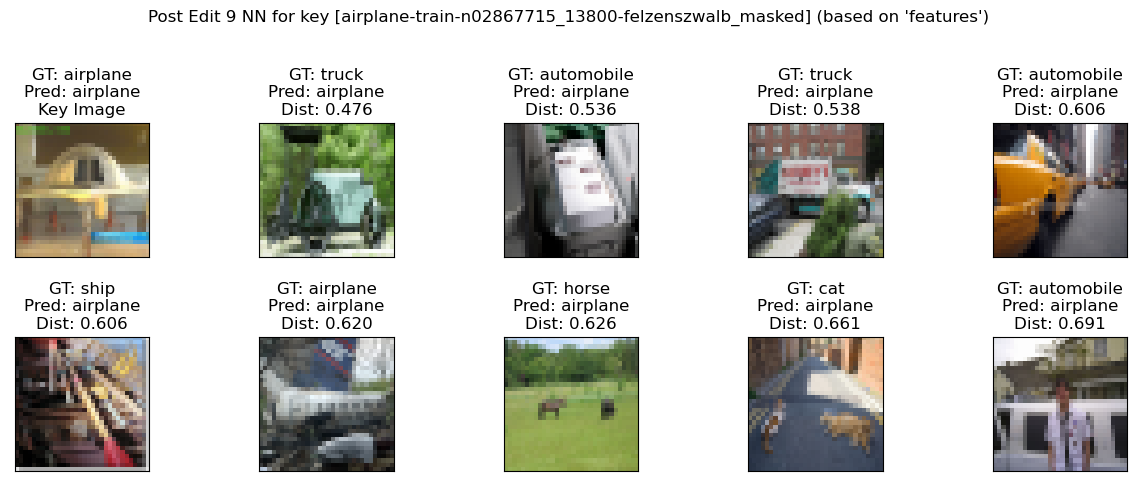 Post Edit 9 NN for key [airplane-train-n02867715_13800-felzenszwalb_masked] (based on 'features')
GT: airplane
Pred: airplane
Key Image
GT: truck
Pred: airplane
Dist: 0.476
GT: automobile
Pred: airplane
Dist: 0.536
GT: truck
Pred: airplane
Dist: 0.538
GT: automobile
Pred: airplane
Dist: 0.606
GT: ship
Pred: airplane
Dist: 0.606
GT: airplane
Pred: airplane
Dist: 0.620
GT: horse
Pred: airplane
Dist: 0.626
GT: cat
Pred: airplane
Dist: 0.661
GT: automobile
Pred: airplane
Dist: 0.691